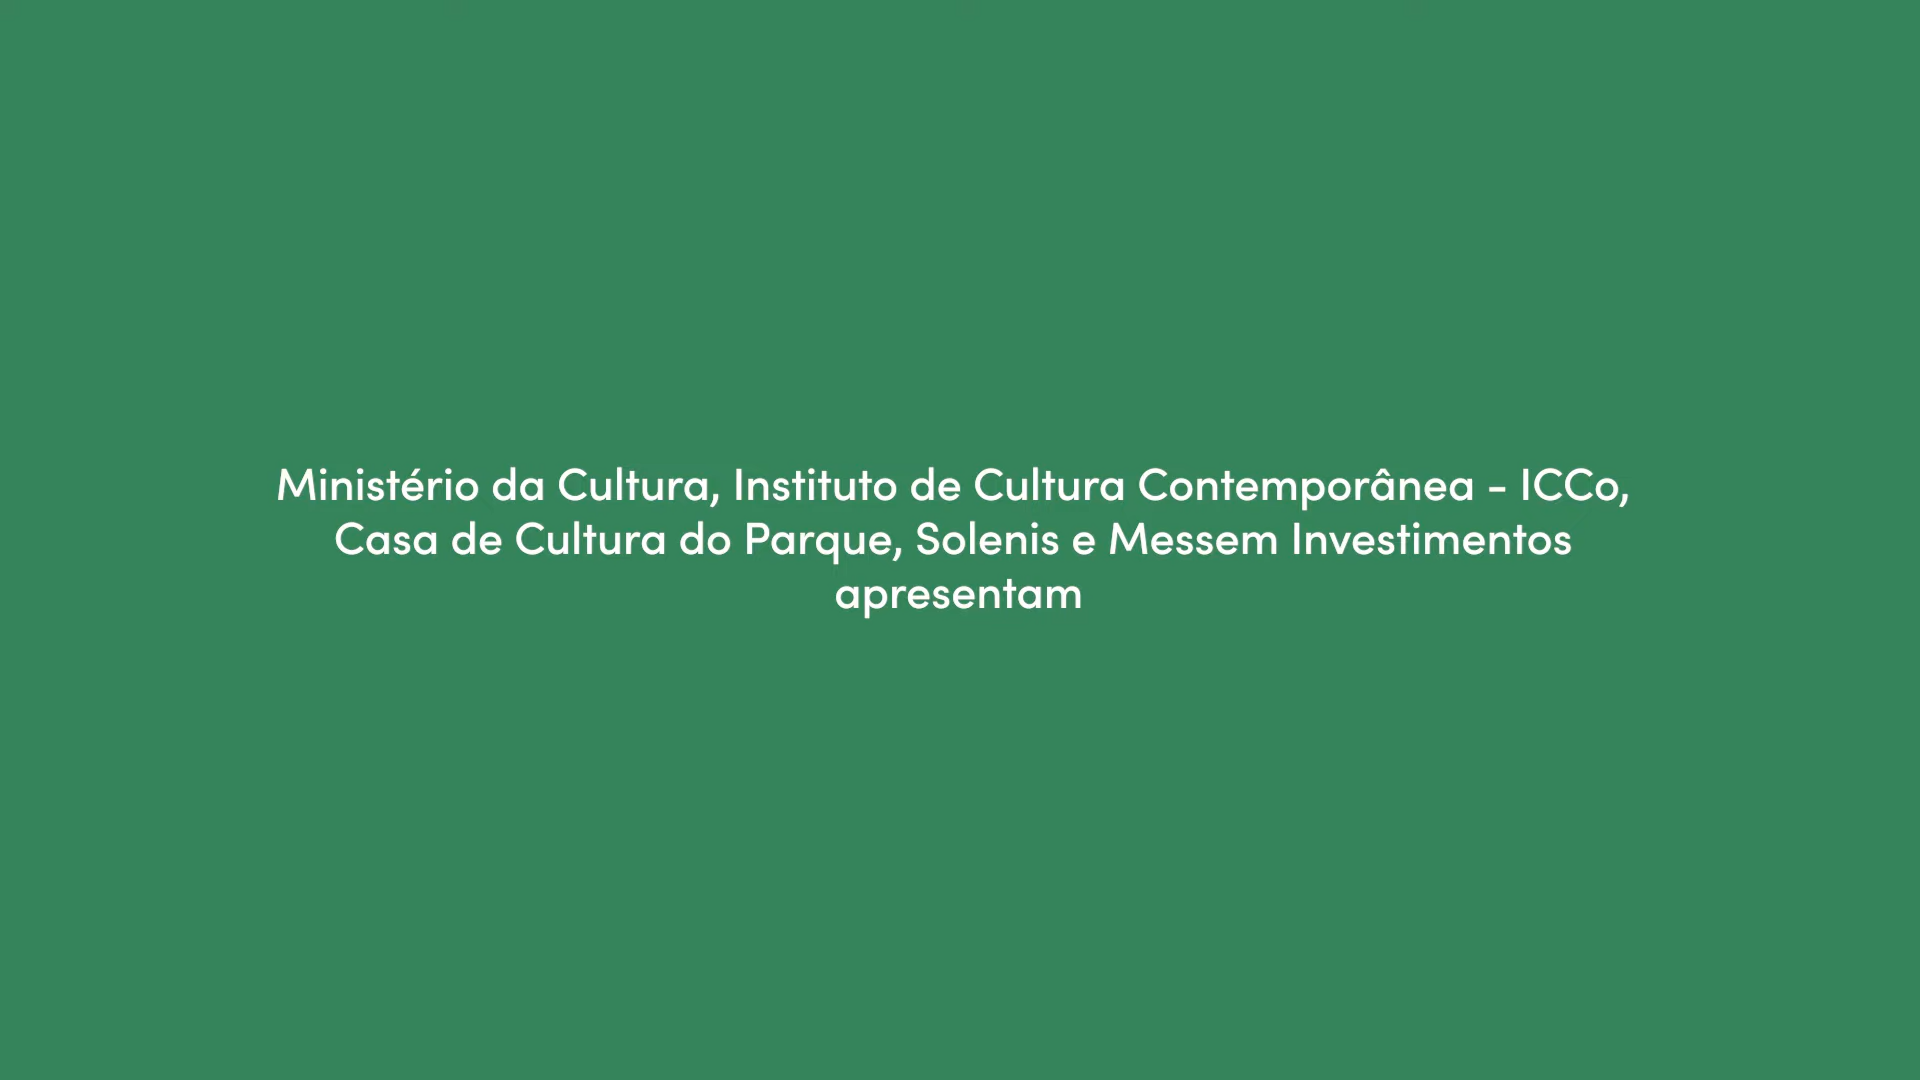 Ministério da Cultura, Instituto de Cultura Contemporânea - ICCo,
Casa de Cultura do Parque, Solenis e Messem Investimentos
apresentam